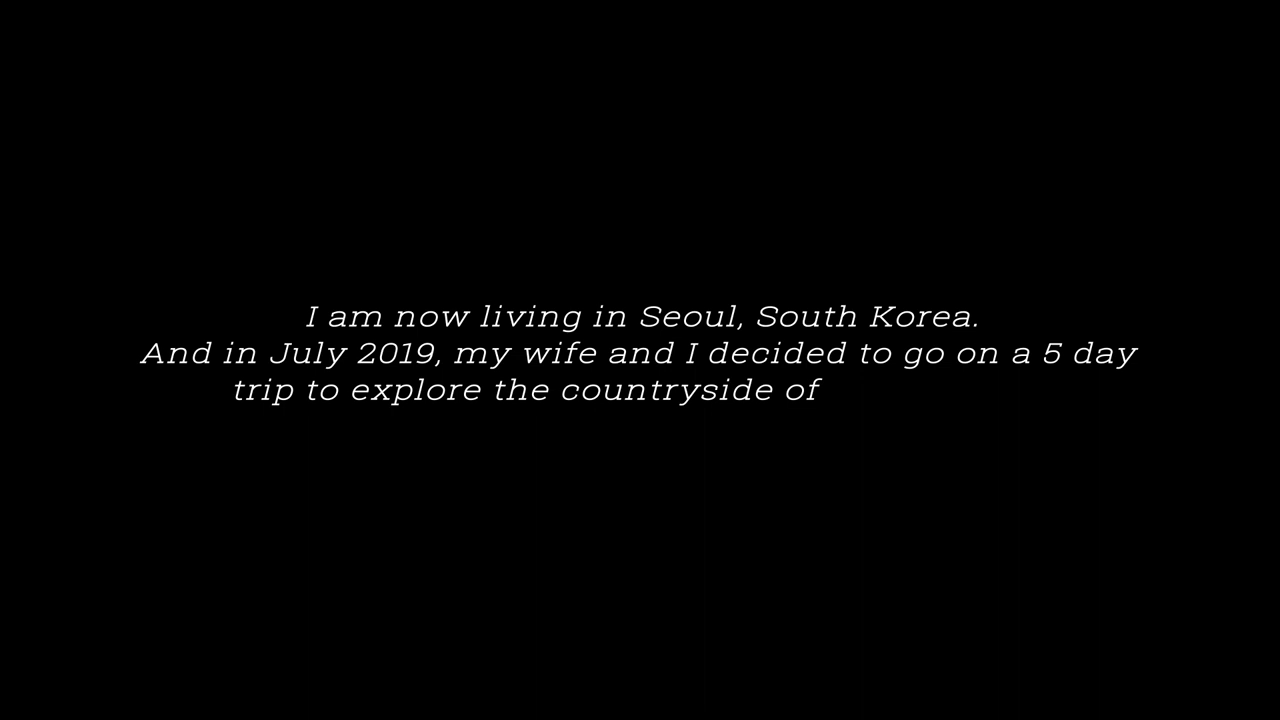 I am now living in Seoul, South Korea.
And in July 2019, my wife and I decided to go on a 5 day
trip to explore the countryside of